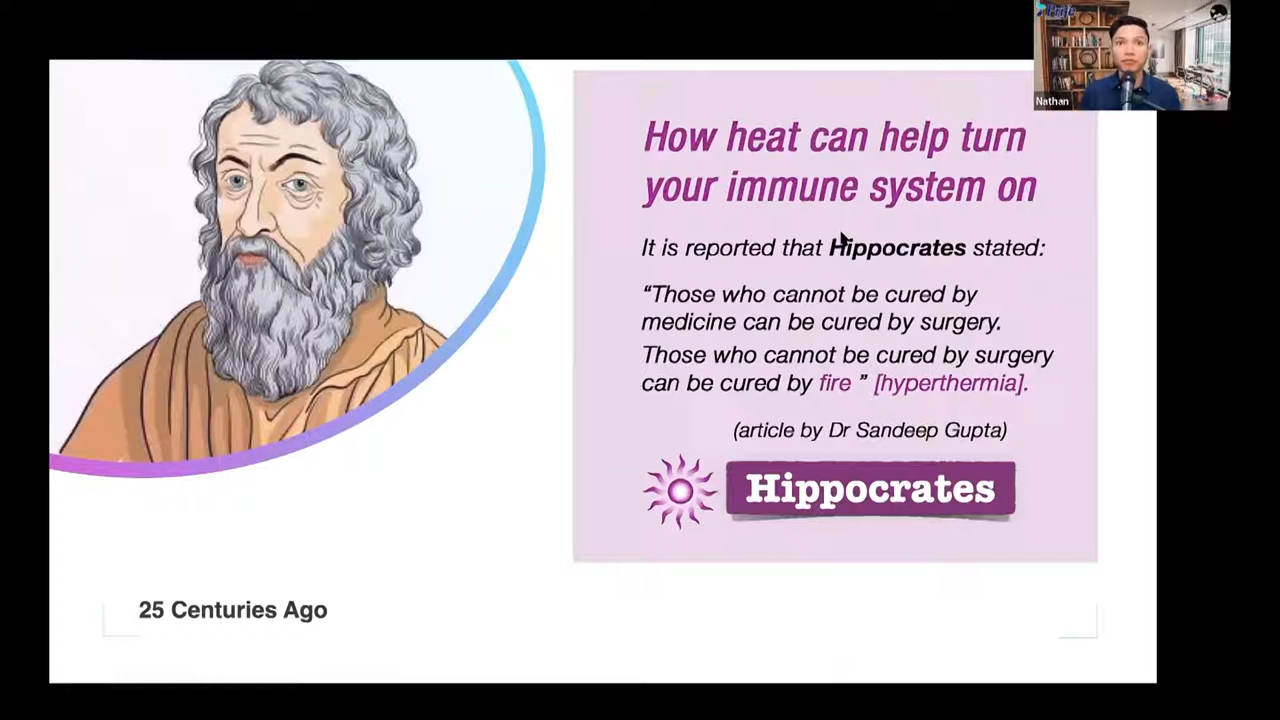 Nathan
How heat can help turn
your immune system on
It is reported that Hippocrates stated:
“Those who cannot be cured by
medicine can be cured by surgery.
Those who cannot be cured by surgery
can be cured by fire ” [hyperthermia].
(article by Dr Sandeep Gupta)
Hippocrates
25 Centuries Ago